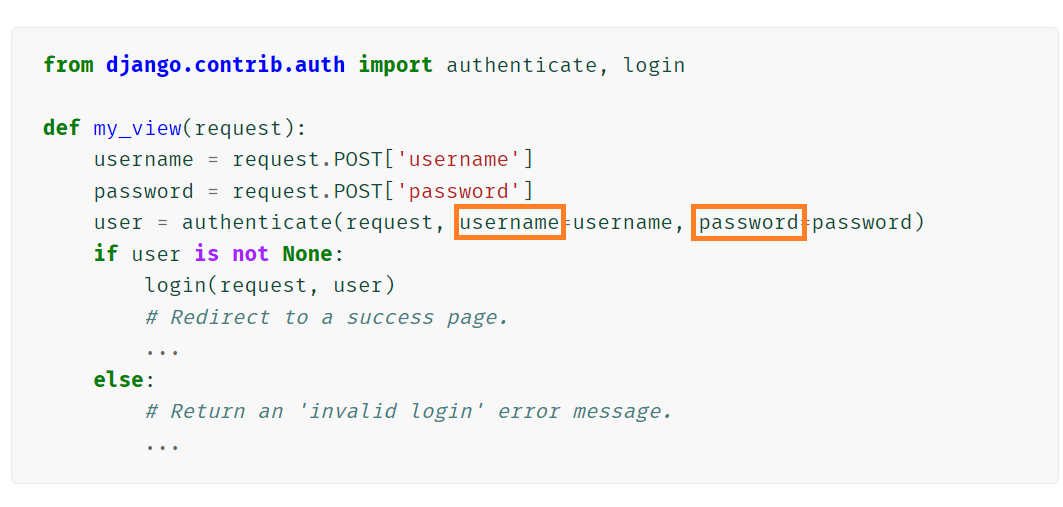 from django.contrib.auth import authenticate, login
def my_view(request):
username = request.POST['username']
password = request.POST['password']
user = authenticate(request, username=username, password=password)
if user is not None:
login(request, user)
# Redirect to a success page.
...
else:
# Return an 'invalid login' error message.
...